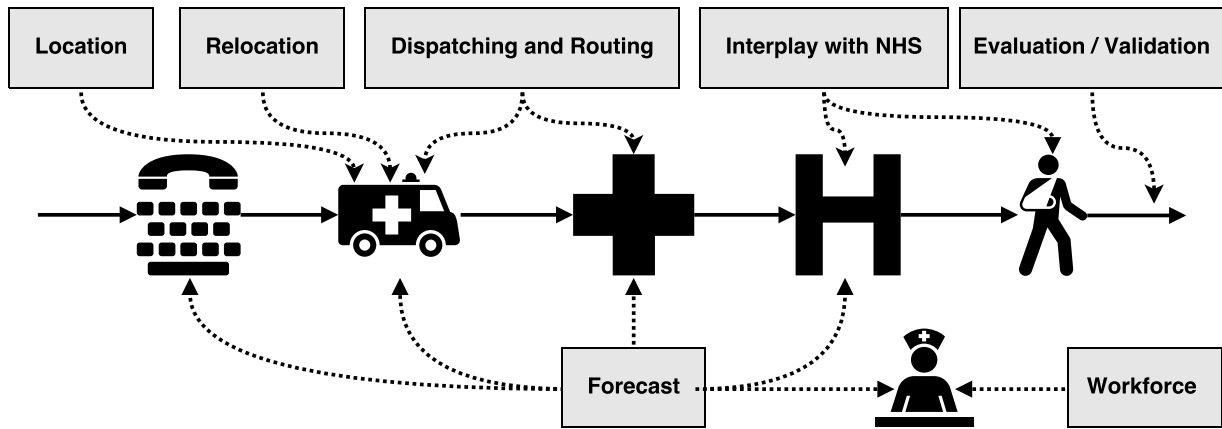 Location
Relocation
Dispatching and Routing
Interplay with NHS
Evaluation / Validation
Forecast
Workforce